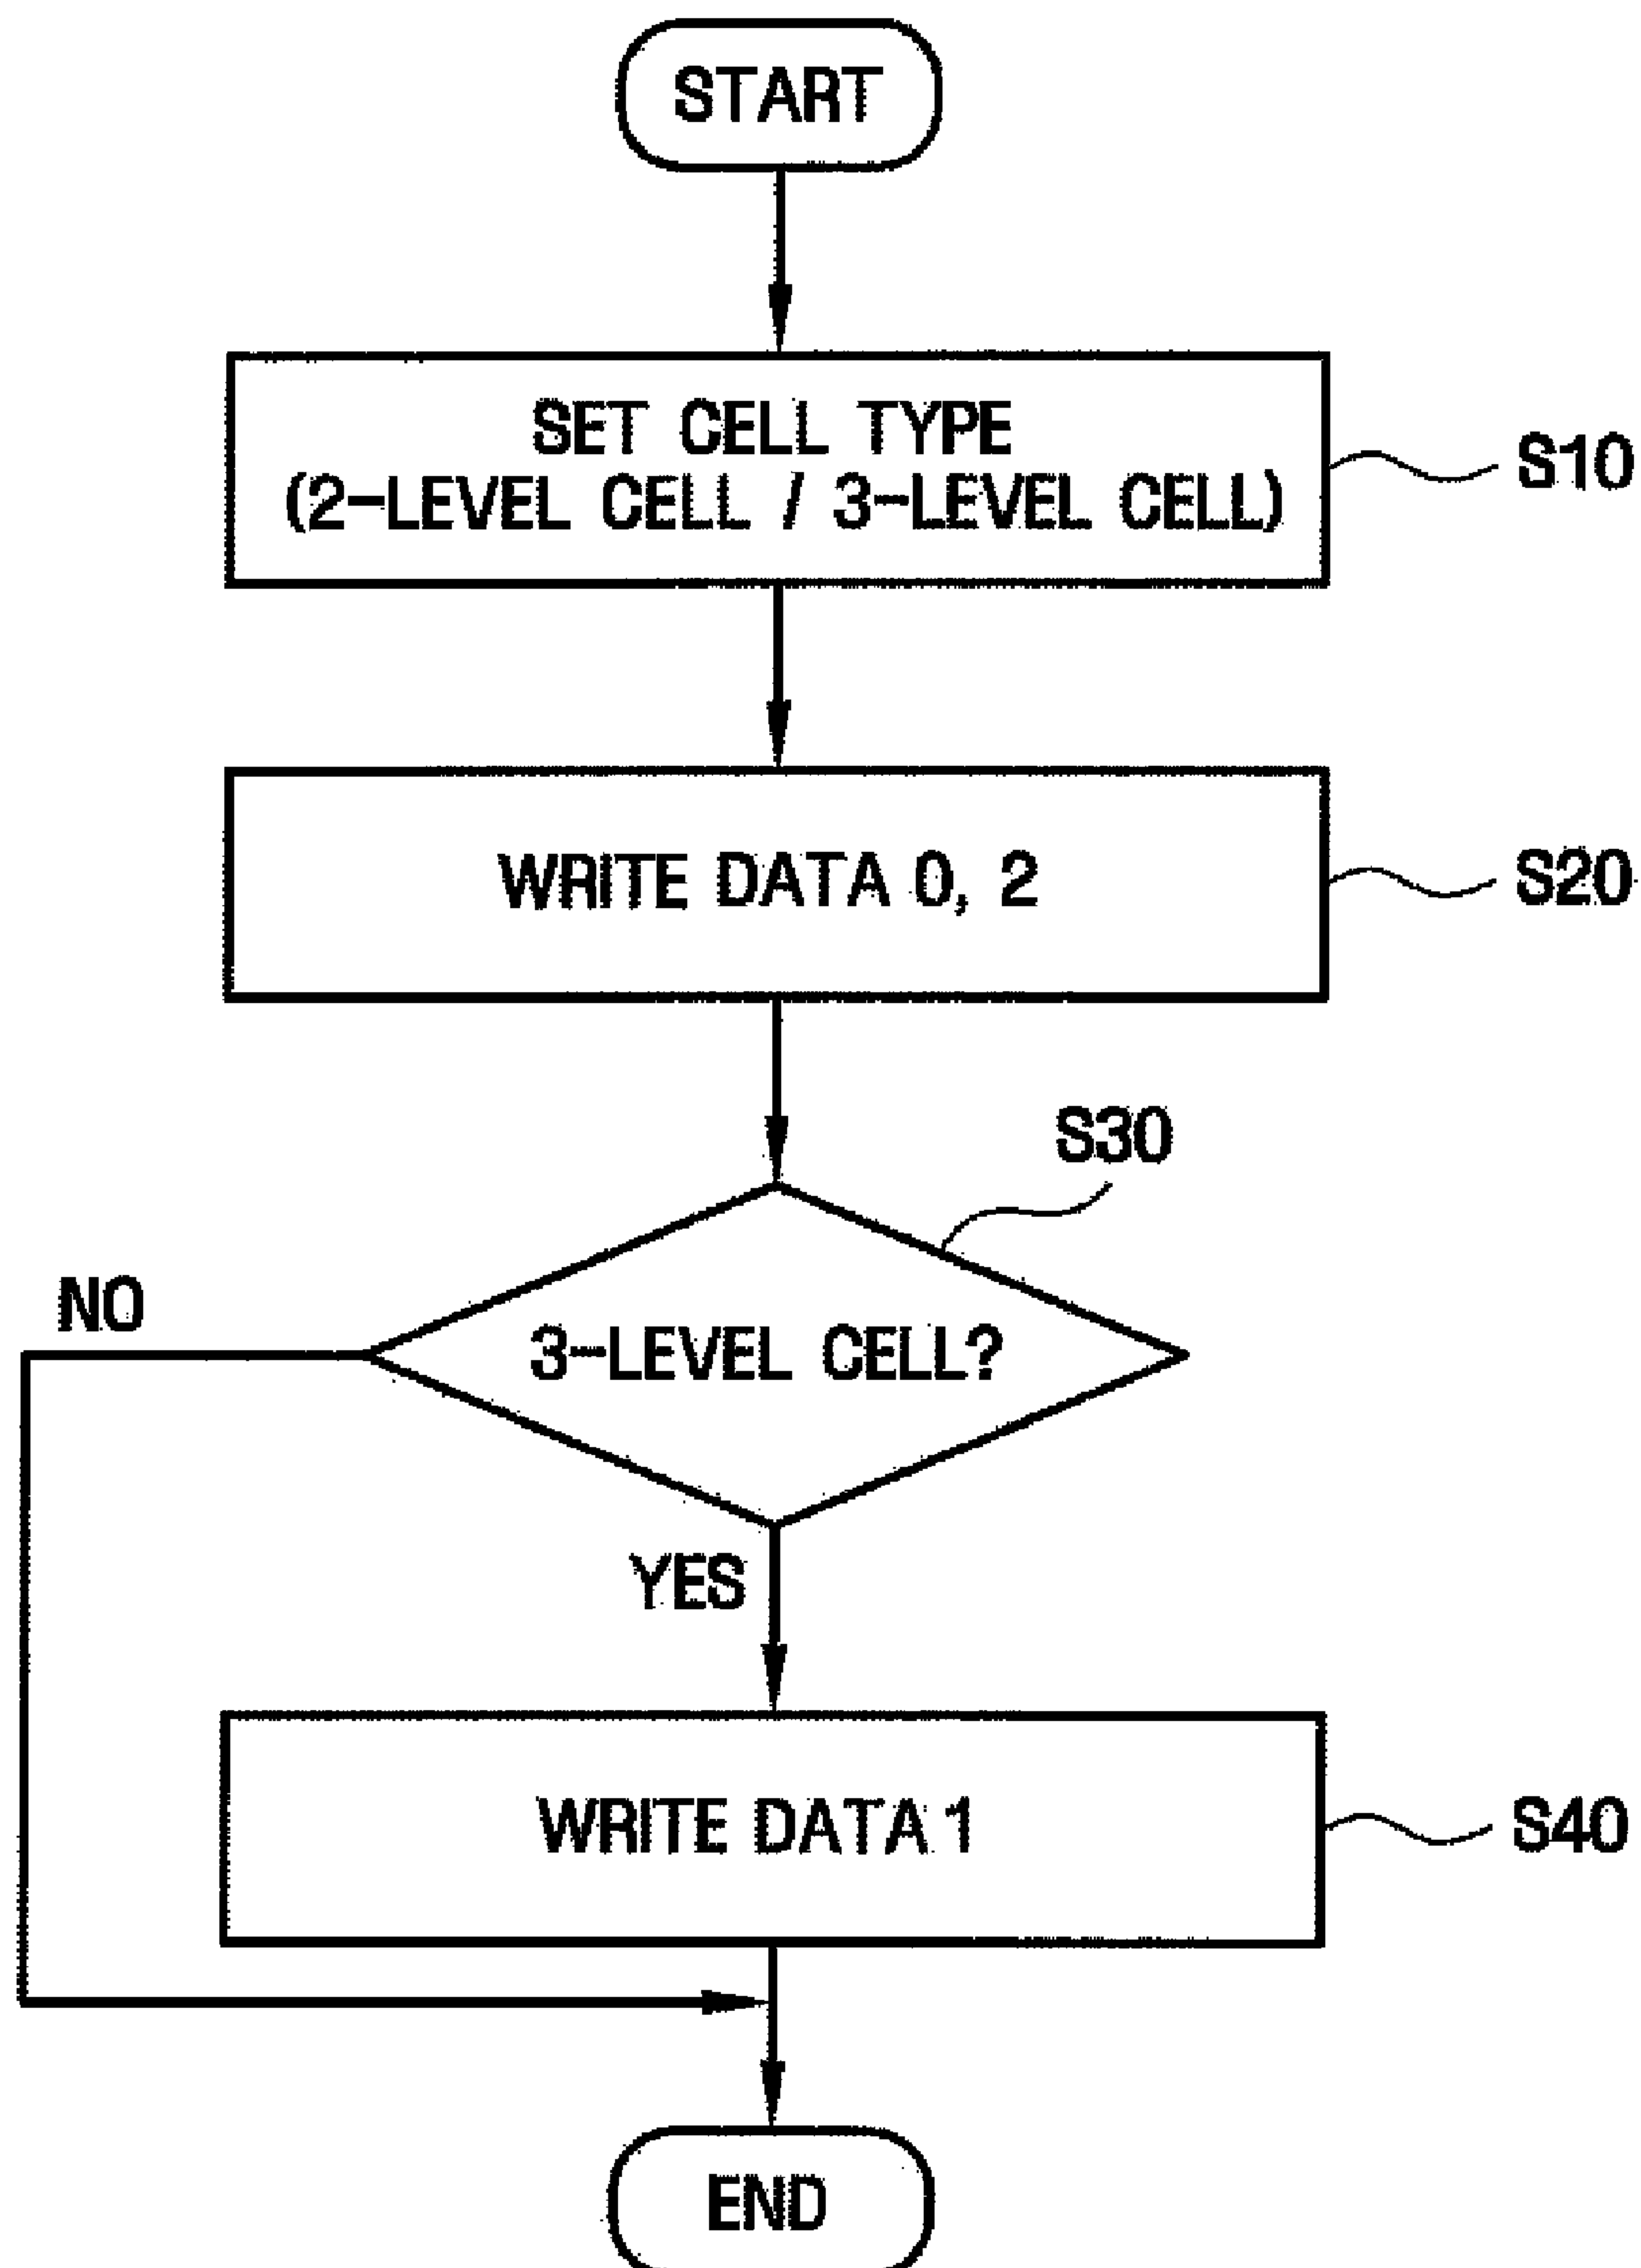 START
SET CELL TYPE
(2-LEVEL CELL / 3-LEVEL CELL)
S10
WRITE DATA 0, 2
S20
S30
NO
3-LEVEL CELL?
YES
WRITE DATA 1
S40
END